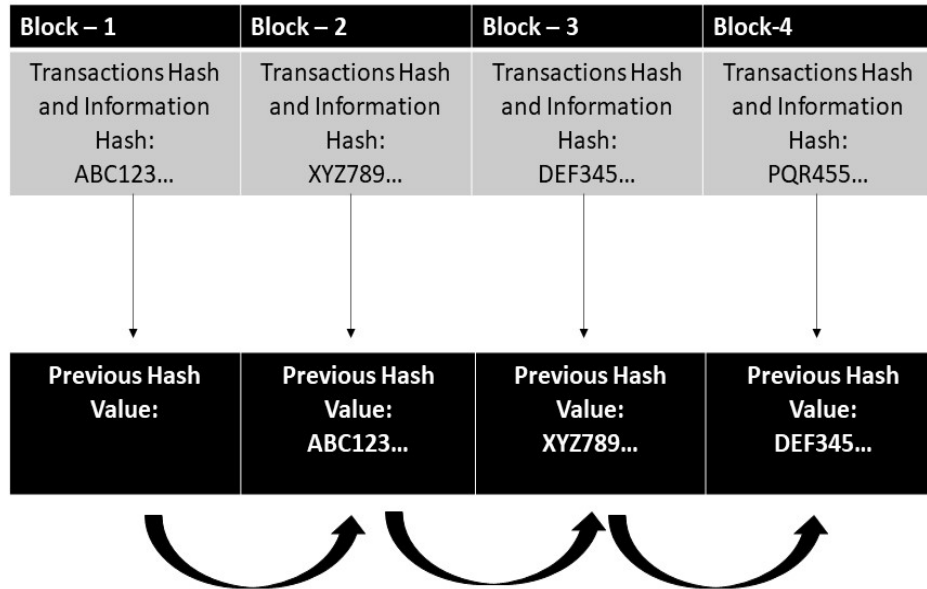 Block – 1
Block – 2
Block – 3
Block-4
Transactions Hash
and Information
Hash:
ABC123...
Transactions Hash
and Information
Hash:
XYZ789...
Transactions Hash
and Information
Hash:
DEF345...
Transactions Hash
and Information
Hash:
PQR455...
Previous Hash
Value:
Previous Hash
Value:
ABC123...
Previous Hash
Value:
XYZ789...
Previous Hash
Value:
DEF345...